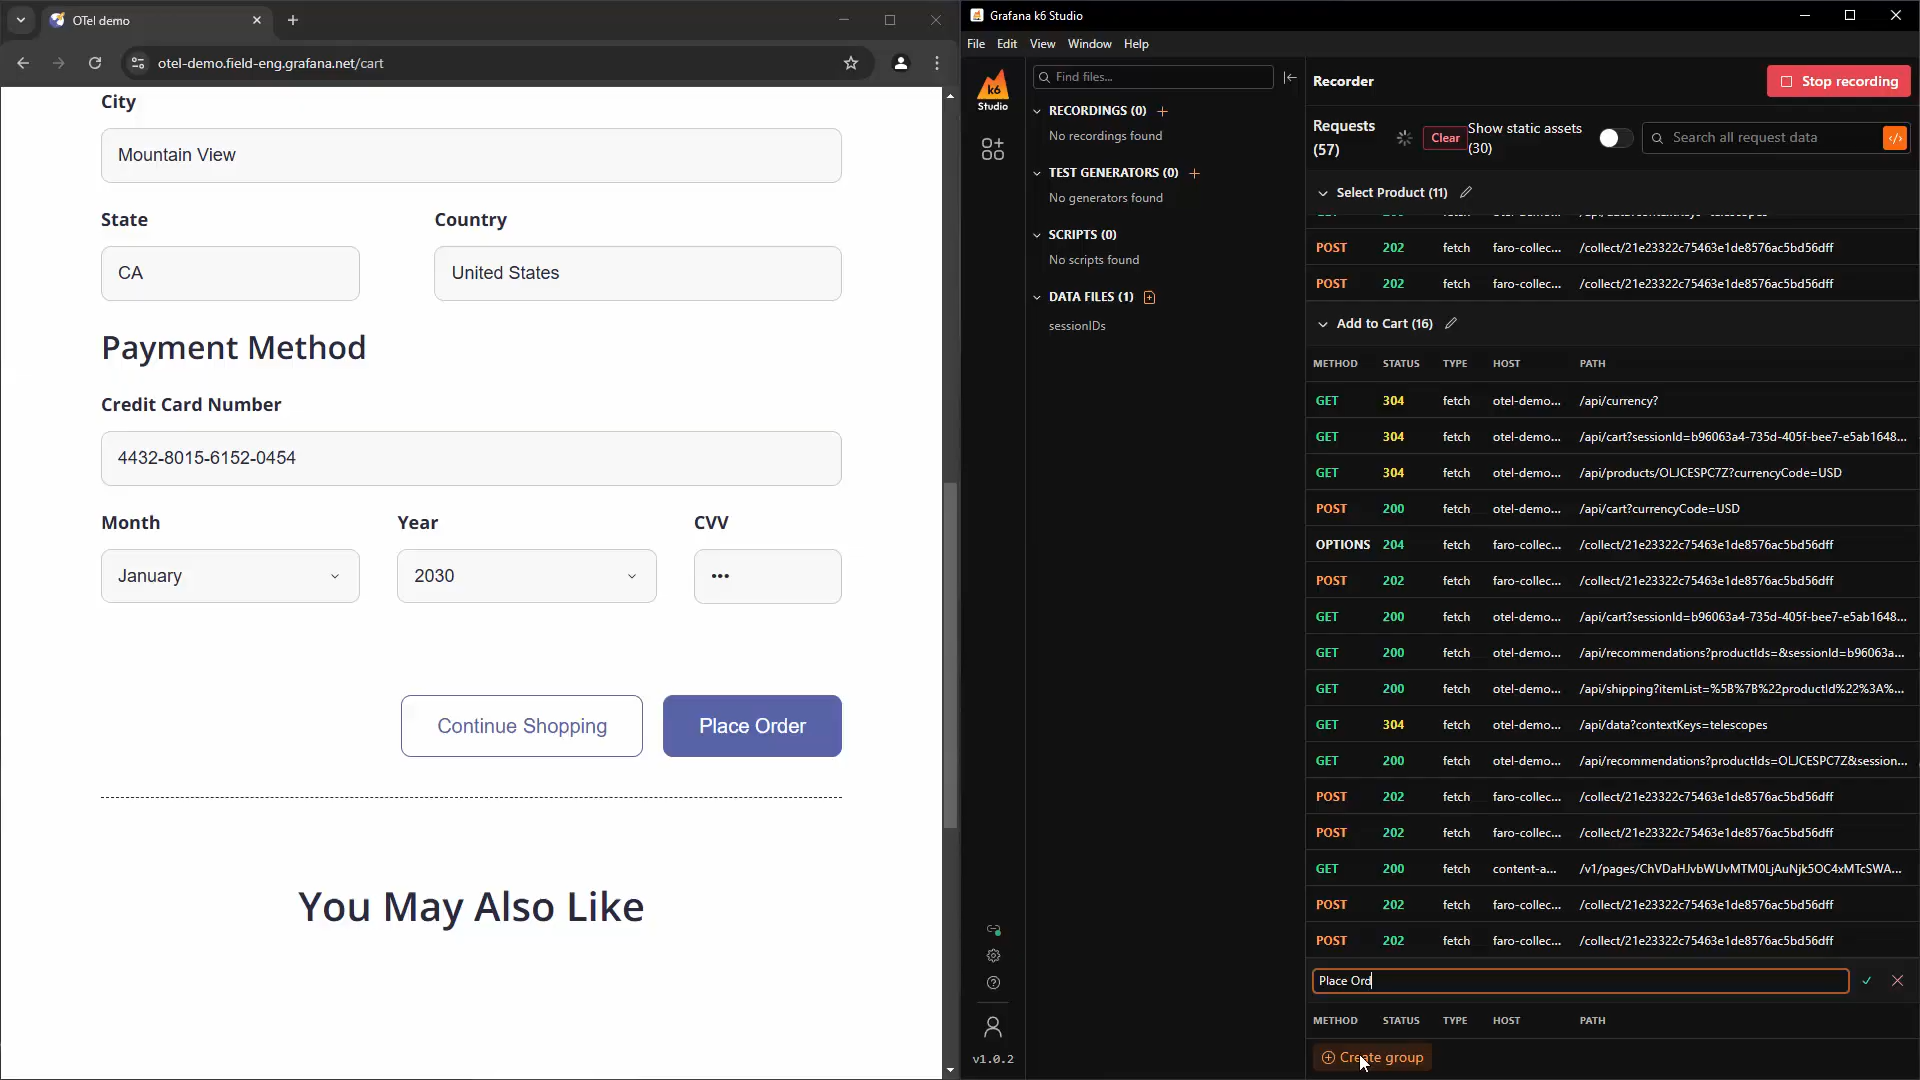 OTel demo
otel-demo.field-eng.grafana.net/cart
City
Mountain View
State
Country
CA
United States
Payment Method
Credit Card Number
4432-8015-6152-0454
Month
Year
CVV
January
2030
•••
Continue Shopping
Place Order
You May Also Like
Grafana k6 Studio
File Edit View Window Help
k6
Studio
Find files...
RECORDINGS (0)
No recordings found
TEST GENERATORS (0)
No generators found
SCRIPTS (0)
No scripts found
DATA FILES (1)
sessionIDs
v1.0.2
Recorder
Stop recording
Requests
(57)
Clear
Show static assets
(30)
Search all request data
Select Product (11)
POST 202 fetch faro-collec... /collect/21e23322c75463e1de8576ac5bd56dff
POST 202 fetch faro-collec... /collect/21e23322c75463e1de8576ac5bd56dff
Add to Cart (16)
METHOD STATUS TYPE HOST PATH
GET 304 fetch otel-demo... /api/currency?
GET 304 fetch otel-demo... /api/cart?sessionId=b96063a4-735d-405f-bee7-e5ab1648...
GET 304 fetch otel-demo... /api/products/OLJCESPC7Z?currencyCode=USD
POST 200 fetch otel-demo... /api/cart?currencyCode=USD
OPTIONS 204 fetch faro-collec... /collect/21e23322c75463e1de8576ac5bd56dff
POST 202 fetch faro-collec... /collect/21e23322c75463e1de8576ac5bd56dff
GET 200 fetch otel-demo... /api/cart?sessionId=b96063a4-735d-405f-bee7-e5ab1648...
GET 200 fetch otel-demo... /api/recommendations?productIds=&sessionId=b96063a...
GET 200 fetch otel-demo... /api/shipping?itemList=%5B%7B%22productId%22%3A%...
GET 304 fetch otel-demo... /api/data?contextKeys=telescopes
GET 200 fetch otel-demo... /api/recommendations?productIds=OLJCESPC7Z&session...
POST 202 fetch faro-collec... /collect/21e23322c75463e1de8576ac5bd56dff
POST 202 fetch faro-collec... /collect/21e23322c75463e1de8576ac5bd56dff
GET 200 fetch content-a... /v1/pages/ChVDaHJvbWUvMTM0LjAuNjk5OC4xMTcSWA...
POST 202 fetch faro-collec... /collect/21e23322c75463e1de8576ac5bd56dff
POST 202 fetch faro-collec... /collect/21e23322c75463e1de8576ac5bd56dff
Place Ord
METHOD STATUS TYPE HOST PATH
Create group